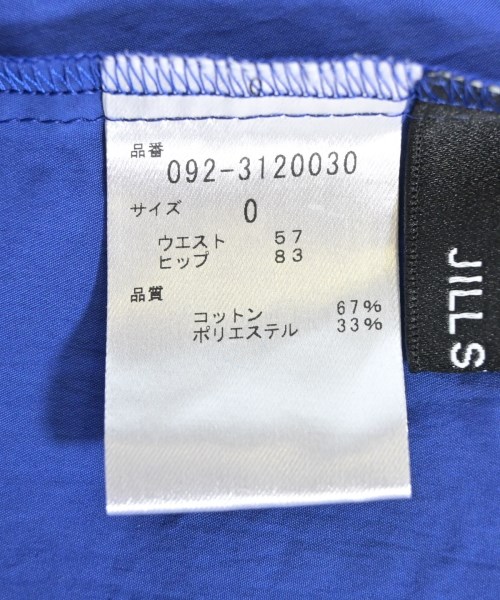 品番
092-3120030
サイズ 0
ウエスト 57
ヒップ 83
品質
コットン 67%
ポリエステル 33%
JILL S